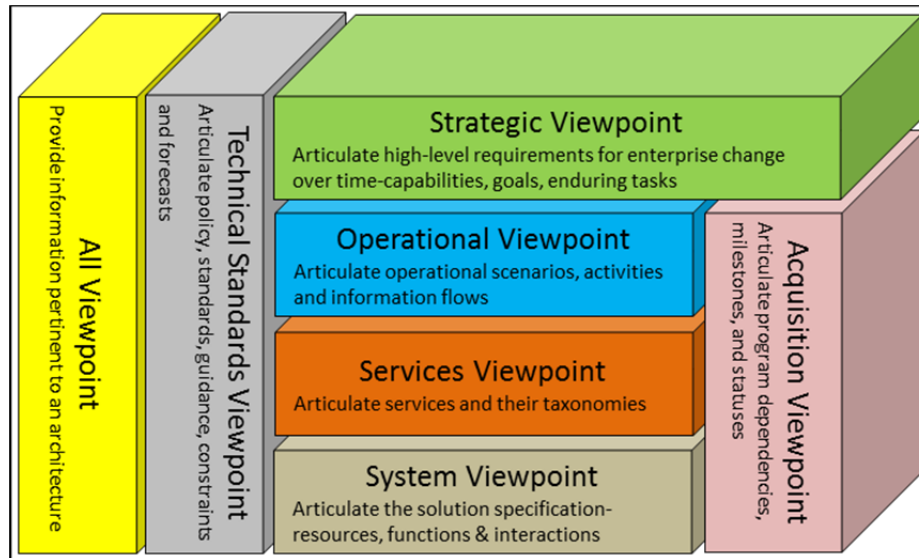 All Viewpoint
Provide information pertinent to an architecture
Technical Standards Viewpoint
Articulate policy, standards, guidance, constraints
and forecasts
Strategic Viewpoint
Articulate high-level requirements for enterprise change
over time-capabilities, goals, enduring tasks
Operational Viewpoint
Articulate operational scenarios, activities
and information flows
Services Viewpoint
Articulate services and their taxonomies
System Viewpoint
Articulate the solution specification-
resources, functions & interactions
Acquisition Viewpoint
Articulate program dependencies,
milestones, and statuses